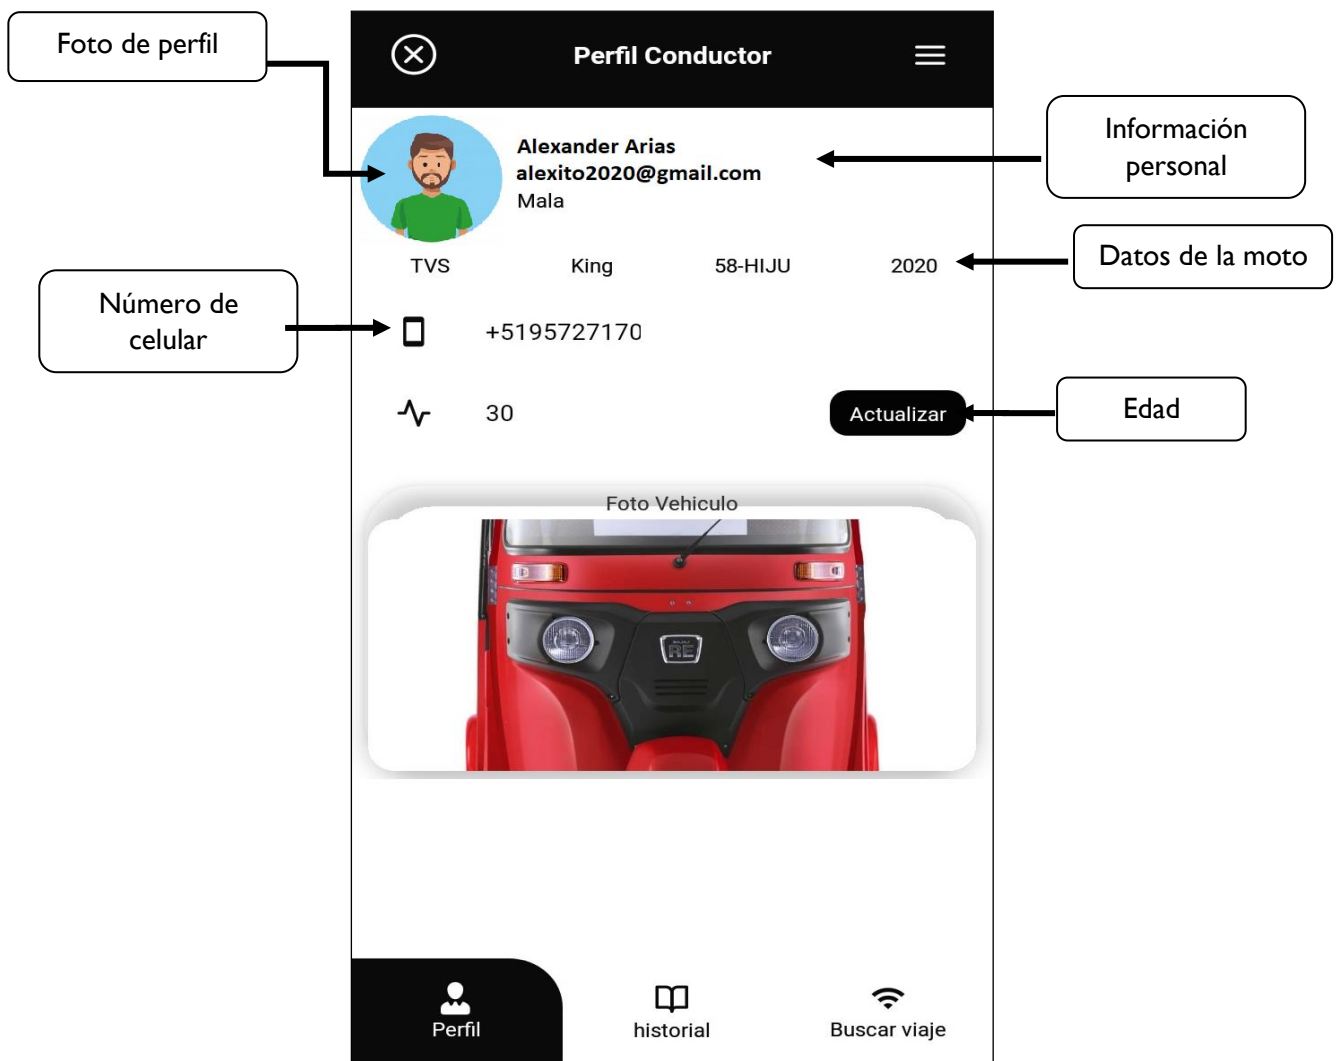 Foto de perfil
Perfil Conductor
Información
personal
Alexander Arias
alexito2020@gmail.com
Mala
Datos de la moto
TVS King 58-HIJU 2020
Número de
celular
+5195727170
Edad
30
Actualizar
Foto Vehiculo
RE
Perfil
historial
Buscar viaje